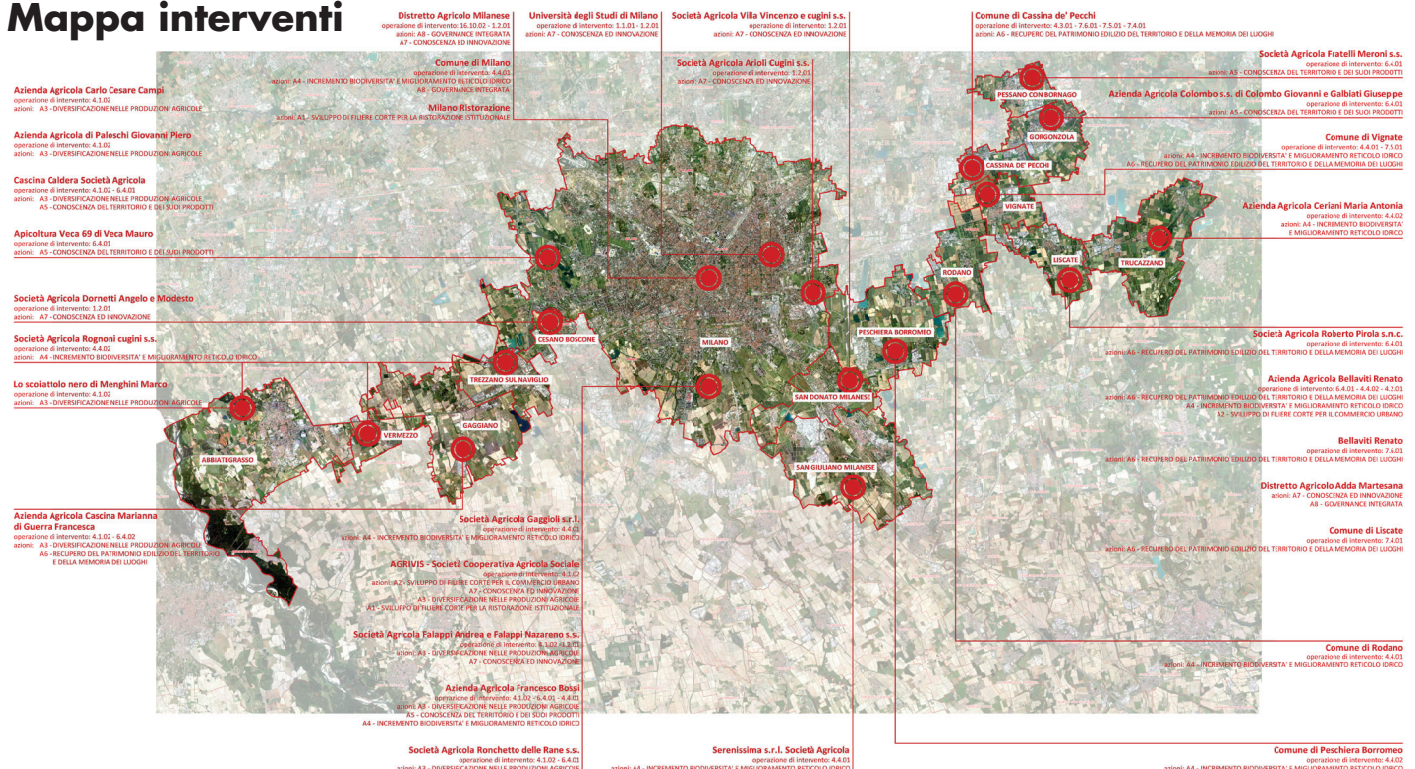 Mappa interventi
Distretto Agricolo Milanese
operazione di intervento: 16.10.02 - 1.2.01
azioni: A8 - GOVERNANCE INTEGRATA
A7 - CONOSCENZA ED INNOVAZIONE
Università degli Studi di Milano
operazione di intervento: 1.1.01 - 1.2.01
azioni: A7 - CONOSCENZA ED INNOVAZIONE
Società Agricola Villa Vincenzo e cugini s.s.
operazione di intervento: 1.2.01
azioni: A7 - CONOSCENZA ED INNOVAZIONE
Comune di Cassina de' Pecchi
operazione di intervento: 4.3.01 - 7.6.01 - 7.5.01 - 7.4.01
azioni: A6 - RECUPERO DEL PATRIMONIO EDILIZIO DEL TERRITORIO E DELLA MEMORIA DEI LUOGHI
Comune di Milano
operazione di intervento: 4.4.01
azioni: A4 - INCREMENTO BIODIVERSITA' E MIGLIORAMENTO RETICOLO IDRICO
A8 - GOVERNANCE INTEGRATA
Milano Ristorazione
azioni: A1 - SVILUPPO DI FILIERE CORTE PER LA RISTORAZIONE ISTITUZIONALE
Società Agricola Arioli Cugini s.s.
operazione di intervento: 1.2.01
azioni: A7 - CONOSCENZA ED INNOVAZIONE
Azienda Agricola Carlo Cesare Campi
operazione di intervento: 4.1.02
azioni: A3 - DIVERSIFICAZIONE NELLE PRODUZIONI AGRICOLE
Azienda Agricola di Paleschi Giovanni Piero
operazione di intervento: 4.1.02
azioni: A3 - DIVERSIFICAZIONE NELLE PRODUZIONI AGRICOLE
Cascina Caldera Società Agricola
operazione di intervento: 4.1.02 - 6.4.01
azioni: A3 - DIVERSIFICAZIONE NELLE PRODUZIONI AGRICOLE
A5 - CONOSCENZA DEL TERRITORIO E DEI SUOI PRODOTTI
Apicoltura Veca 69 di Veca Mauro
operazione di intervento: 6.4.01
azioni: A5 - CONOSCENZA DEL TERRITORIO E DEI SUOI PRODOTTI
Società Agricola Dornetti Angelo e Modesto
operazione di intervento: 1.2.01
azioni: A7 - CONOSCENZA ED INNOVAZIONE
Società Agricola Rognoni cugini s.s.
operazione di intervento: 4.4.02
azioni: A4 - INCREMENTO BIODIVERSITA' E MIGLIORAMENTO RETICOLO IDRICO
Lo scoiattolo nero di Menghini Marco
operazione di intervento: 4.1.02
azioni: A3 - DIVERSIFICAZIONE NELLE PRODUZIONI AGRICOLE
Azienda Agricola Cascina Marianna
di Guerra Francesca
operazione di intervento: 4.1.02 - 6.4.02
azioni: A3 - DIVERSIFICAZIONE NELLE PRODUZIONI AGRICOLE
A6 - RECUPERO DEL PATRIMONIO EDILIZIO DEL TERRITORIO
E DELLA MEMORIA DEI LUOGHI
Società Agricola Fratelli Meroni s.s.
operazione di intervento: 6.4.01
azioni: A5 - CONOSCENZA DEL TERRITORIO E DEI SUOI PRODOTTI
Azienda Agricola Colombo s.s. di Colombo Giovanni e Galbiati Giuseppe
operazione di intervento: 6.4.01
azioni: A5 - CONOSCENZA DEL TERRITORIO E DEI SUOI PRODOTTI
Comune di Vignate
operazione di intervento: 4.4.01 - 7.5.01
azioni: A4 - INCREMENTO BIODIVERSITA' E MIGLIORAMENTO RETICOLO IDRICO
A6 - RECUPERO DEL PATRIMONIO EDILIZIO DEL TERRITORIO E DELLA MEMORIA DEI LUOGHI
Azienda Agricola Ceriani Maria Antonia
operazione di intervento: 4.4.02
azioni: A4 - INCREMENTO BIODIVERSITA'
E MIGLIORAMENTO RETICOLO IDRICO
PESSANO CON BORNAGO
GORGONZOLA
CASSINA DE' PECCHI
VIGNATE
LISCATE
TRUCAZZANO
RODANO
PESCHIERA BORROMEO
CESANO BOSCONE
MILANO
TREZZANO SUL NAVIGLIO
SAN DONATO MILANESE
GAGGIANO
VERMEZZO
ABBIATEGRASSO
SAN GIULIANO MILANESE
Società Agricola Roberto Pirola s.n.c.
operazione di intervento: 6.4.01
azioni: A6 - RECUPERO DEL PATRIMONIO EDILIZIO DEL TERRITORIO E DELLA MEMORIA DEI LUOGHI
Azienda Agricola Bellaviti Renato
operazione di intervento: 6.4.01 - 4.4.02 - 4.2.01
azioni: A6 - RECUPERO DEL PATRIMONIO EDILIZIO DEL TERRITORIO E DELLA MEMORIA DEI LUOGHI
A4 - INCREMENTO BIODIVERSITA' E MIGLIORAMENTO RETICOLO IDRICO
A2 - SVILUPPO DI FILIERE CORTE PER IL COMMERCIO URBANO
Bellaviti Renato
operazione di intervento: 7.6.01
azioni: A6 - RECUPERO DEL PATRIMONIO EDILIZIO DEL TERRITORIO E DELLA MEMORIA DEI LUOGHI
Distretto Agricolo Adda Martesana
azioni: A7 - CONOSCENZA ED INNOVAZIONE
A8 - GOVERNANCE INTEGRATA
Comune di Liscate
operazione di intervento: 7.4.01
azioni: A6 - RECUPERO DEL PATRIMONIO EDILIZIO DEL TERRITORIO E DELLA MEMORIA DEI LUOGHI
Comune di Rodano
operazione di intervento: 4.4.01
azioni: A4 - INCREMENTO BIODIVERSITA' E MIGLIORAMENTO RETICOLO IDRICO
Società Agricola Gaggioli s.r.l.
operazione di intervento: 4.4.01
azioni: A4 - INCREMENTO BIODIVERSITA' E MIGLIORAMENTO RETICOLO IDRICO
AGRIVIS - Società Cooperativa Agricola Sociale
operazione di intervento: 4.1.02
azioni: A2 - SVILUPPO DI FILIERE CORTE PER IL COMMERCIO URBANO
A7 - CONOSCENZA ED INNOVAZIONE
A3 - DIVERSIFICAZIONE NELLE PRODUZIONI AGRICOLE
A1 - SVILUPPO DI FILIERE CORTE PER LA RISTORAZIONE ISTITUZIONALE
Società Agricola Falappi Andrea e Falappi Nazareno s.s.
operazione di intervento: 4.1.02 - 1.2.01
azioni: A3 - DIVERSIFICAZIONE NELLE PRODUZIONI AGRICOLE
A7 - CONOSCENZA ED INNOVAZIONE
Azienda Agricola Francesco Bossi
operazione di intervento: 4.1.02 - 6.4.01 - 4.4.01
azioni: A3 - DIVERSIFICAZIONE NELLE PRODUZIONI AGRICOLE
A5 - CONOSCENZA DEL TERRITORIO E DEI SUOI PRODOTTI
A4 - INCREMENTO BIODIVERSITA' E MIGLIORAMENTO RETICOLO IDRICO
Società Agricola Ronchetto delle Rane s.s.
operazione di intervento: 4.1.02 - 6.4.01
azioni: A3 - DIVERSIFICAZIONE NELLE PRODUZIONI AGRICOLE
Serenissima s.r.l. Società Agricola
operazione di intervento: 4.4.01
azioni: A4 - INCREMENTO BIODIVERSITA' E MIGLIORAMENTO RETICOLO IDRICO
Comune di Peschiera Borromeo
operazione di intervento: 4.4.02
azioni: A4 - INCREMENTO BIODIVERSITA' E MIGLIORAMENTO RETICOLO IDRICO